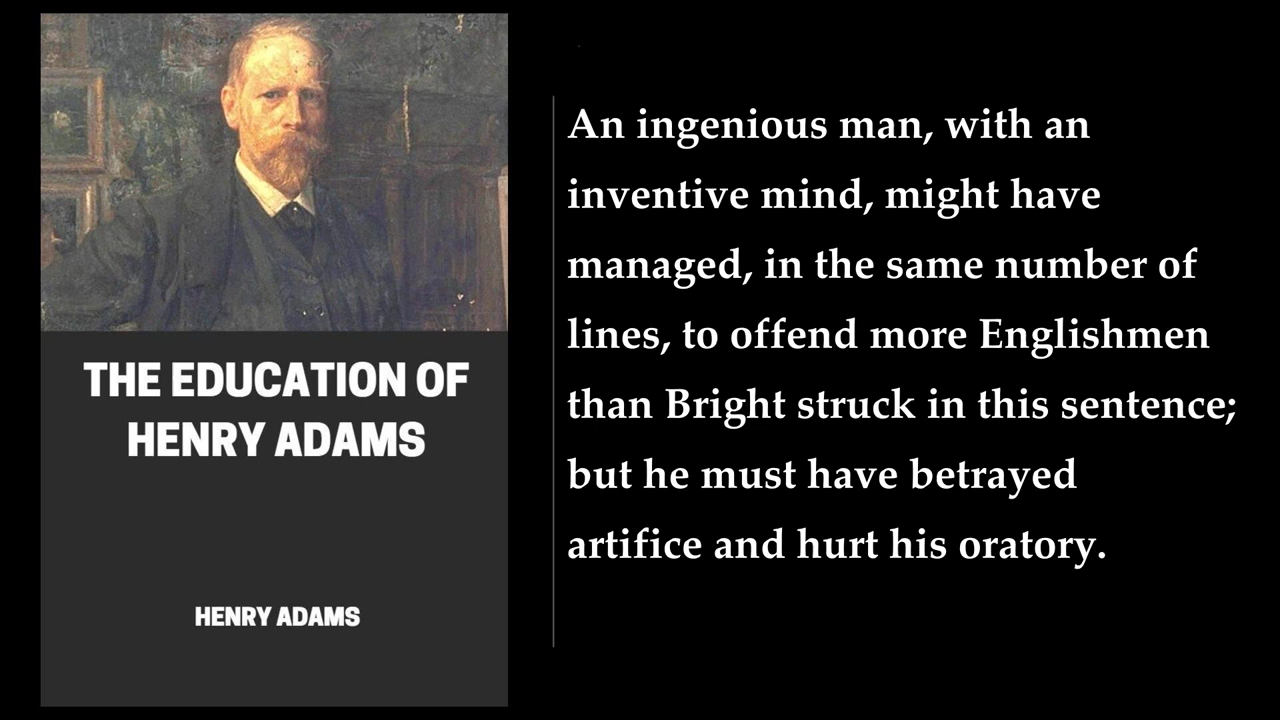 THE EDUCATION OF
HENRY ADAMS
HENRY ADAMS
An ingenious man, with an
inventive mind, might have
managed, in the same number of
lines, to offend more Englishmen
than Bright struck in this sentence;
but he must have betrayed
artifice and hurt his oratory.